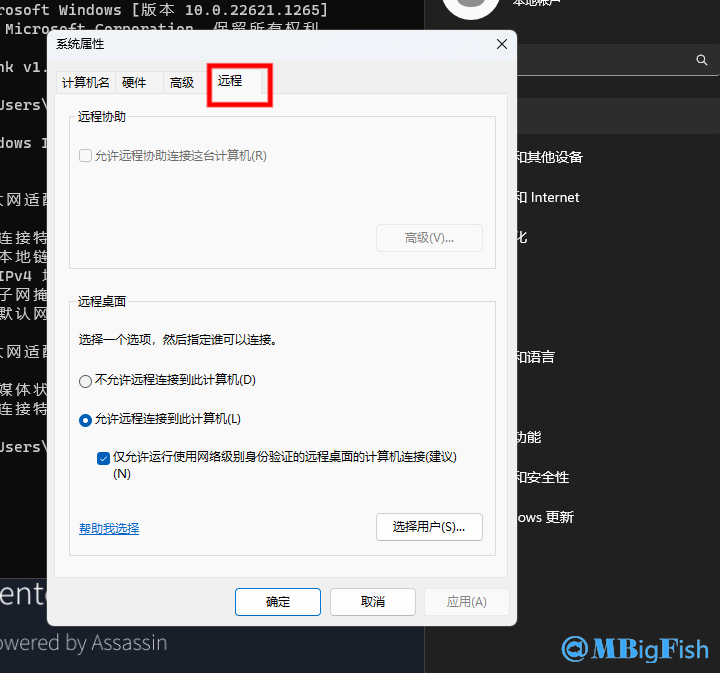 rosoft Windows [版本 10.0.22621.1265]
Microsoft Corporation. 保留所有权利
系统属性
nk v1.
计算机名
硬件
高级
远程
Users\
远程协助
dows I
允许远程协助连接这台计算机(R)
和其他设备
和 Internet
太网适配
连接特
高级(V)...
化
本地链
IPv4 地
子网掩
默认网
远程桌面
选择一个选项，然后指定谁可以连接。
太网适配
和语言
不允许远程连接到此计算机(D)
媒体状
连接特
允许远程连接到此计算机(L)
功能
Users\
仅允许运行使用网络级别身份验证的远程桌面的计算机连接(建议)
(N)
和安全性
ows 更新
帮助我选择
选择用户(S)...
ente
确定
取消
应用(A)
owered by Assassin
@MBigFish